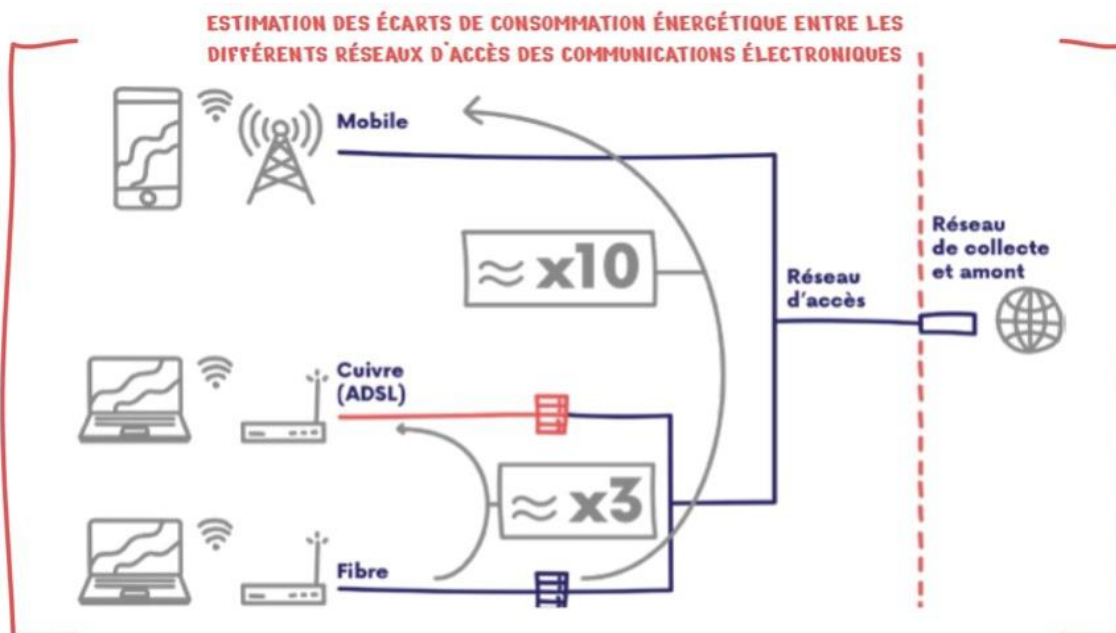 ESTIMATION DES ÉCARTS DE CONSOMMATION ÉNERGÉTIQUE ENTRE LES
DIFFÉRENTS RÉSEAUX D'ACCÈS DES COMMUNICATIONS ÉLECTRONIQUES
Mobile
Réseau
de collecte
et amont
≈ x10
Réseau
d'accès
Cuivre
(ADSL)
≈ x3
Fibre